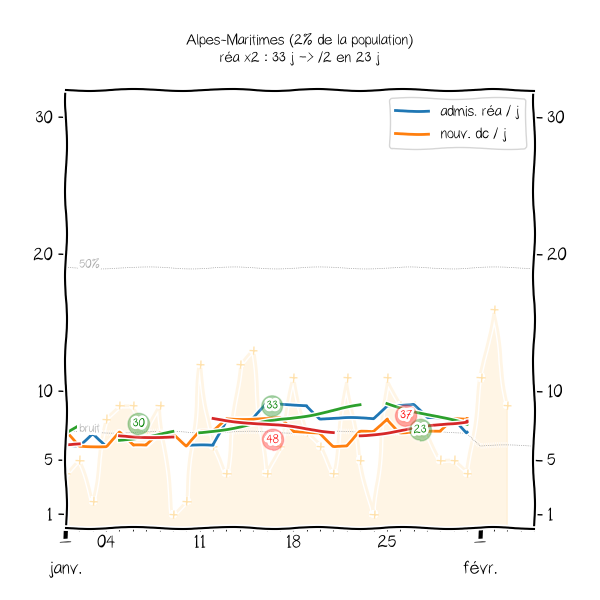 Alpes-Maritimes (2% de la population)
réa x2 : 33 j -> /2 en 23 j
admis. réa / j
nouv. dc / j
30
30
20
20
50%
10
10
bruit
30
33
48
37
23
5
5
1
1
04
11
18
25
janv.
févr.